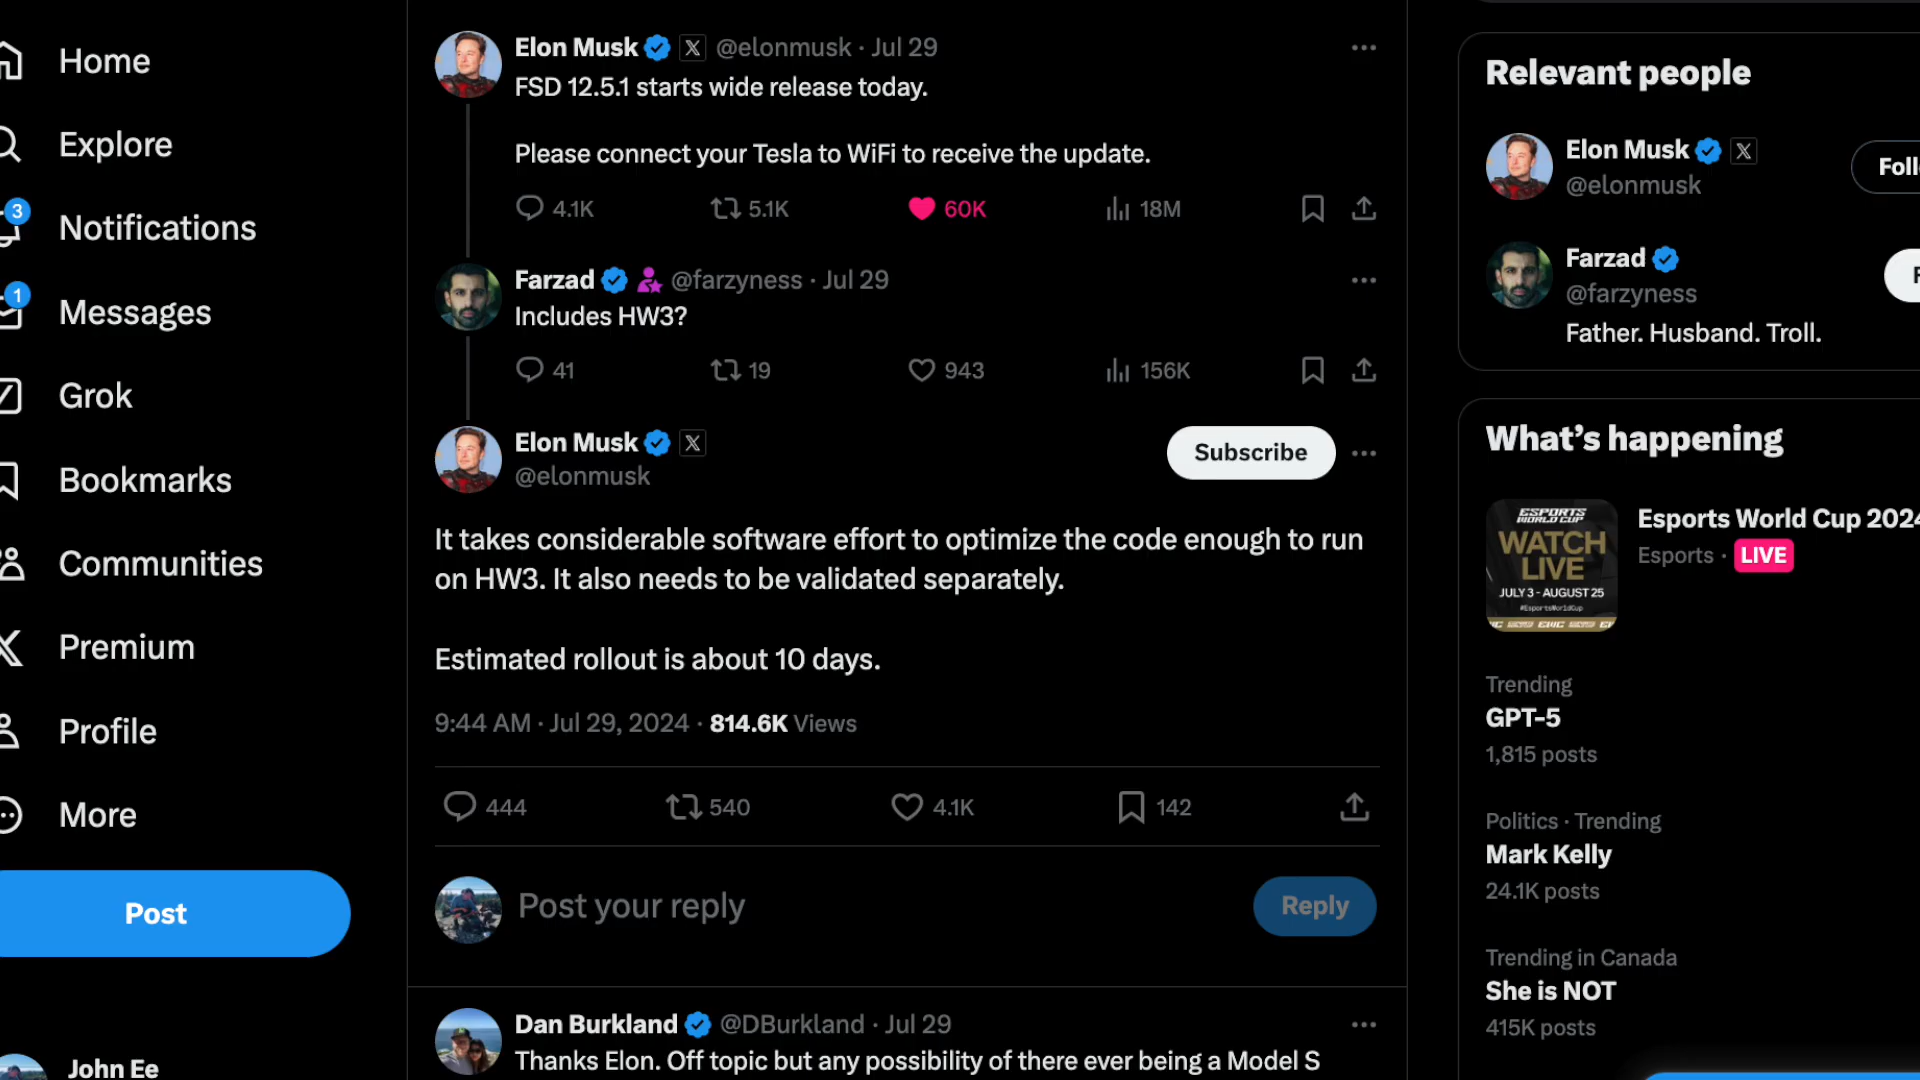 Home
Explore
3
Notifications
1
Messages
Grok
Bookmarks
Communities
Premium
Profile
More
Post
John Ee
Elon Musk @elonmusk · Jul 29
FSD 12.5.1 starts wide release today.
Please connect your Tesla to WiFi to receive the update.
4.1K 5.1K 60K 18M
Farzad @farzyness · Jul 29
Includes HW3?
41 19 943 156K
Elon Musk
@elonmusk
Subscribe
It takes considerable software effort to optimize the code enough to run
on HW3. It also needs to be validated separately.
Estimated rollout is about 10 days.
9:44 AM · Jul 29, 2024 · 814.6K Views
444 540 4.1K 142
Post your reply
Reply
Dan Burkland @DBurkland · Jul 29
Thanks Elon. Off topic but any possibility of there ever being a Model S
Relevant people
Elon Musk
@elonmusk
Foll
Farzad
@farzyness
F
Father. Husband. Troll.
What's happening
ESPORTS
WORLD CUP
WATCH
LIVE
JULY 3 - AUGUST 25
#EsportsWorldCup
Esports World Cup 2024
Esports · LIVE
Trending
GPT-5
1,815 posts
Politics · Trending
Mark Kelly
24.1K posts
Trending in Canada
She is NOT
415K posts